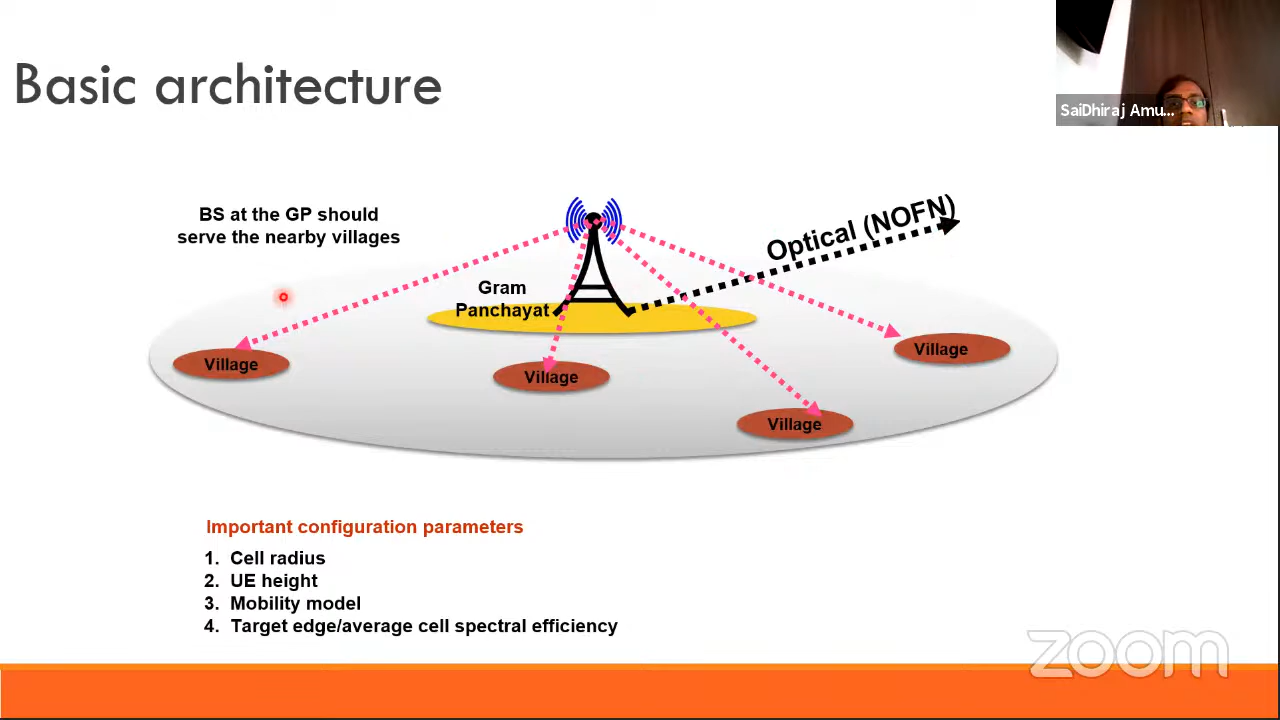 Basic architecture
SaiDhiraj Amu...
BS at the GP should
serve the nearby villages
Optical (NOFN)
Gram
Panchayat
Village
Village
Village
Village
Important configuration parameters
1. Cell radius
2. UE height
3. Mobility model
4. Target edge/average cell spectral efficiency
zoom